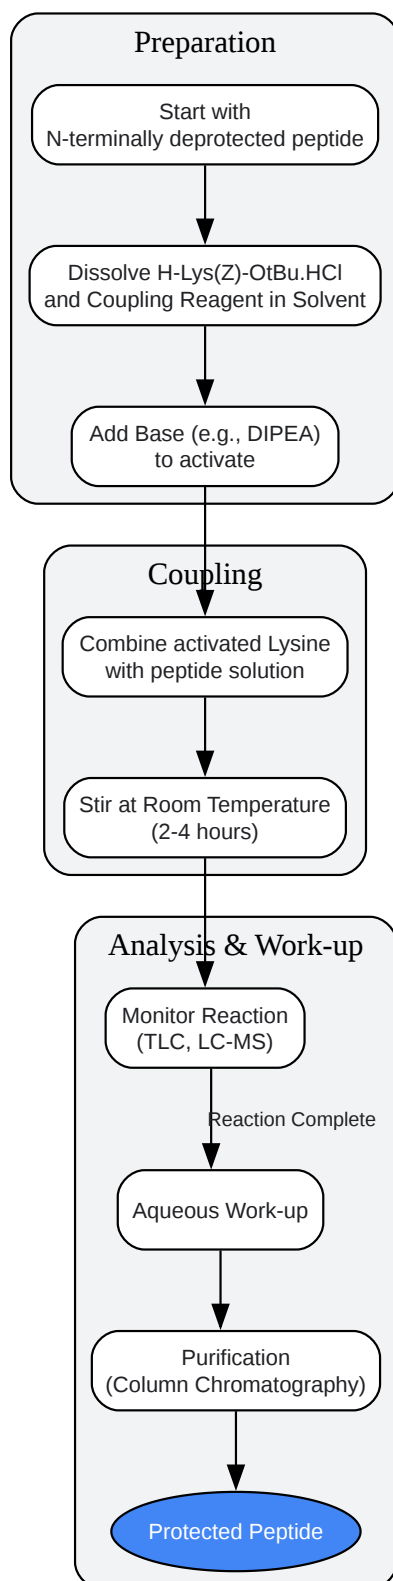 Preparation
Start with
N-terminally deprotected peptide
Dissolve H-Lys(Z)-OtBu.HCl
and Coupling Reagent in Solvent
Add Base (e.g., DIPEA)
to activate
Coupling
Combine activated Lysine
with peptide solution
Stir at Room Temperature
(2-4 hours)
Analysis & Work-up
Monitor Reaction
(TLC, LC-MS)
Reaction Complete
Aqueous Work-up
Purification
(Column Chromatography)
Protected Peptide